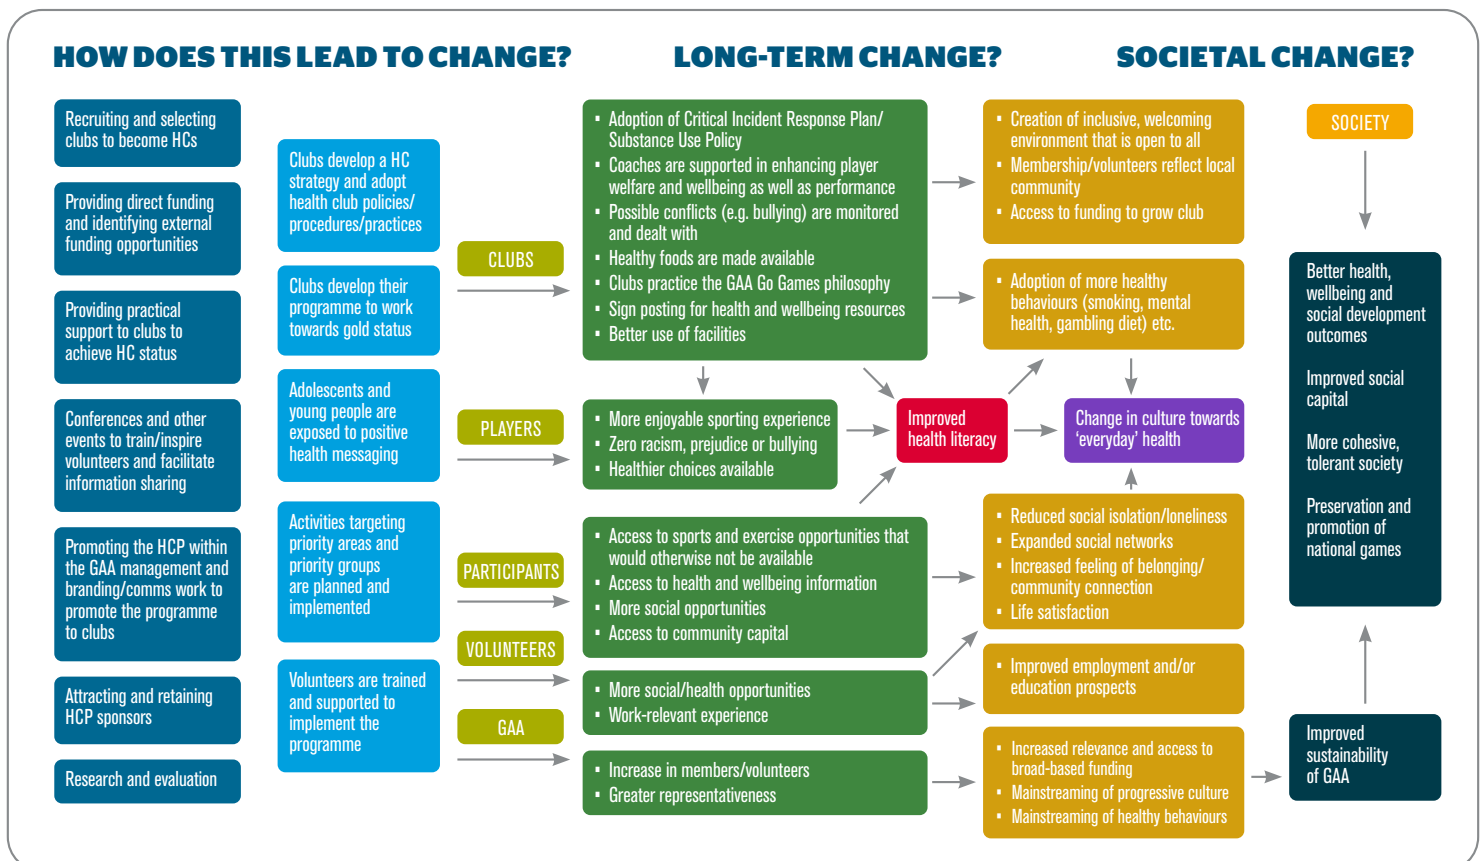 HOW DOES THIS LEAD TO CHANGE?
LONG-TERM CHANGE?
SOCIETAL CHANGE?
Recruiting and selecting
clubs to become HCs
Providing direct funding
and identifying external
funding opportunities
Providing practical
support to clubs to
achieve HC status
Conferences and other
events to train/inspire
volunteers and facilitate
information sharing
Promoting the HCP within
the GAA management and
branding/comms work to
promote the programme
to clubs
Attracting and retaining
HCP sponsors
Research and evaluation
Clubs develop a HC
strategy and adopt
health club policies/
procedures/practices
Clubs develop their
programme to work
towards gold status
Adolescents and
young people are
exposed to positive
health messaging
Activities targeting
priority areas and
priority groups
are planned and
implemented
Volunteers are trained
and supported to
implement the
programme
CLUBS
PLAYERS
PARTICIPANTS
VOLUNTEERS
GAA
▪ Adoption of Critical Incident Response Plan/
Substance Use Policy
▪ Coaches are supported in enhancing player
welfare and wellbeing as well as performance
▪ Possible conflicts (e.g. bullying) are monitored
and dealt with
▪ Healthy foods are made available
▪ Clubs practice the GAA Go Games philosophy
▪ Sign posting for health and wellbeing resources
▪ Better use of facilities
▪ More enjoyable sporting experience
▪ Zero racism, prejudice or bullying
▪ Healthier choices available
▪ Access to sports and exercise opportunities that
would otherwise not be available
▪ Access to health and wellbeing information
▪ More social opportunities
▪ Access to community capital
▪ More social/health opportunities
▪ Work-relevant experience
▪ Increase in members/volunteers
▪ Greater representativeness
Improved
health literacy
▪ Creation of inclusive, welcoming
environment that is open to all
▪ Membership/volunteers reflect local
community
▪ Access to funding to grow club
▪ Adoption of more healthy
behaviours (smoking, mental
health, gambling diet) etc.
Change in culture towards
‘everyday’ health
▪ Reduced social isolation/loneliness
▪ Expanded social networks
▪ Increased feeling of belonging/
community connection
▪ Life satisfaction
▪ Improved employment and/or
education prospects
▪ Increased relevance and access to
broad-based funding
▪ Mainstreaming of progressive culture
▪ Mainstreaming of healthy behaviours
SOCIETY
Better health,
wellbeing and
social development
outcomes
Improved social
capital
More cohesive,
tolerant society
Preservation and
promotion of
national games
Improved
sustainability
of GAA